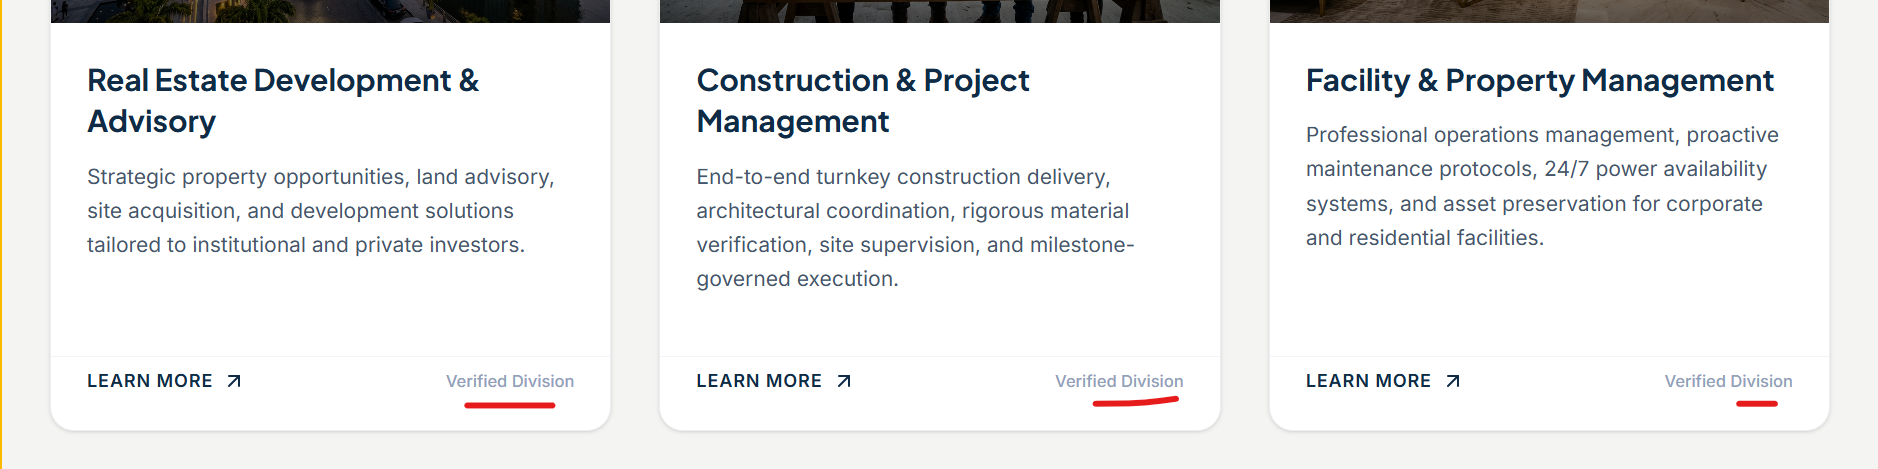 Real Estate Development &
Advisory
Strategic property opportunities, land advisory,
site acquisition, and development solutions
tailored to institutional and private investors.
LEARN MORE
Verified Division
Construction & Project
Management
End-to-end turnkey construction delivery,
architectural coordination, rigorous material
verification, site supervision, and milestone-
governed execution.
LEARN MORE
Verified Division
Facility & Property Management
Professional operations management, proactive
maintenance protocols, 24/7 power availability
systems, and asset preservation for corporate
and residential facilities.
LEARN MORE
Verified Division